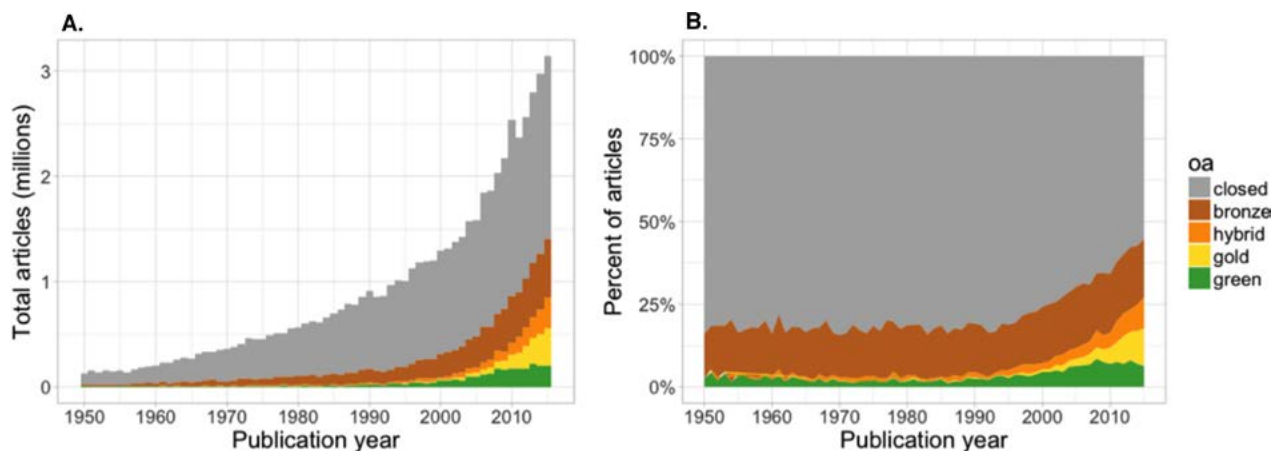 A.
Total articles (millions)
3
2
1
0
1950 1960 1970 1980 1990 2000 2010
Publication year
B.
Percent of articles
100%
75%
50%
25%
0%
1950 1960 1970 1980 1990 2000 2010
Publication year
oa
closed
bronze
hybrid
gold
green